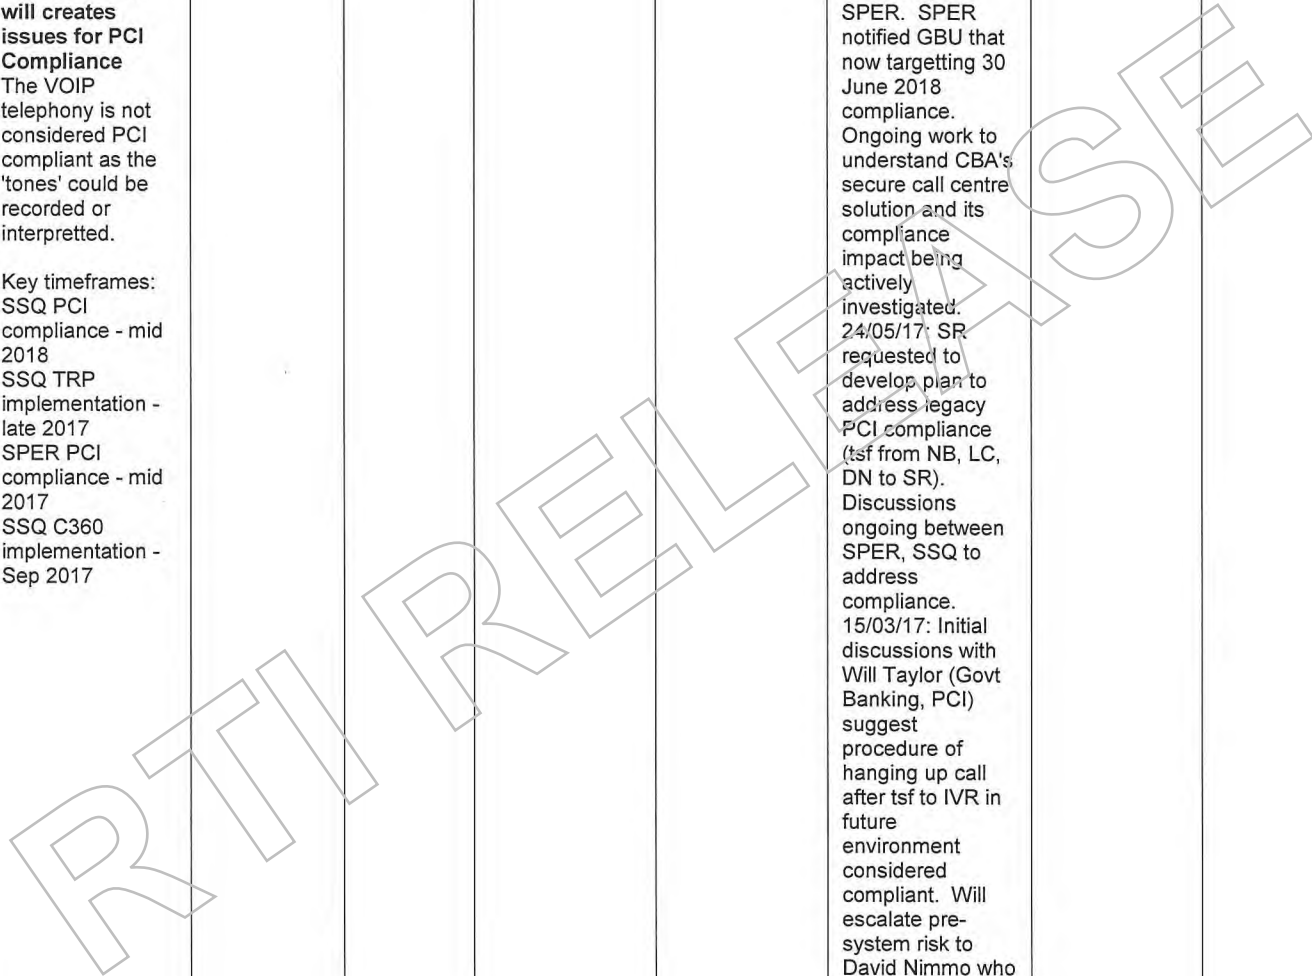 will creates
issues for PCI
Compliance
The VOIP
telephony is not
considered PCI
compliant as the
'tones' could be
recorded or
interpretted.
Key timeframes:
SSQ PCI
compliance - mid
2018
SSQ TRP
implementation -
late 2017
SPER PCI
compliance - mid
2017
SSQ C360
implementation -
Sep 2017
SPER. SPER
notified GBU that
now targetting 30
June 2018
compliance.
Ongoing work to
understand CBA's
secure call centre
solution and its
compliance
impact being
actively
investigated.
24/05/17: SR
requested to
develop plan to
address legacy
PCI compliance
(tsf from NB, LC,
DN to SR).
Discussions
ongoing between
SPER, SSQ to
address
compliance.
15/03/17: Initial
discussions with
Will Taylor (Govt
Banking, PCI)
suggest
procedure of
hanging up call
after tsf to IVR in
future
environment
considered
compliant. Will
escalate pre-
system risk to
David Nimmo who
RTI RELEASE